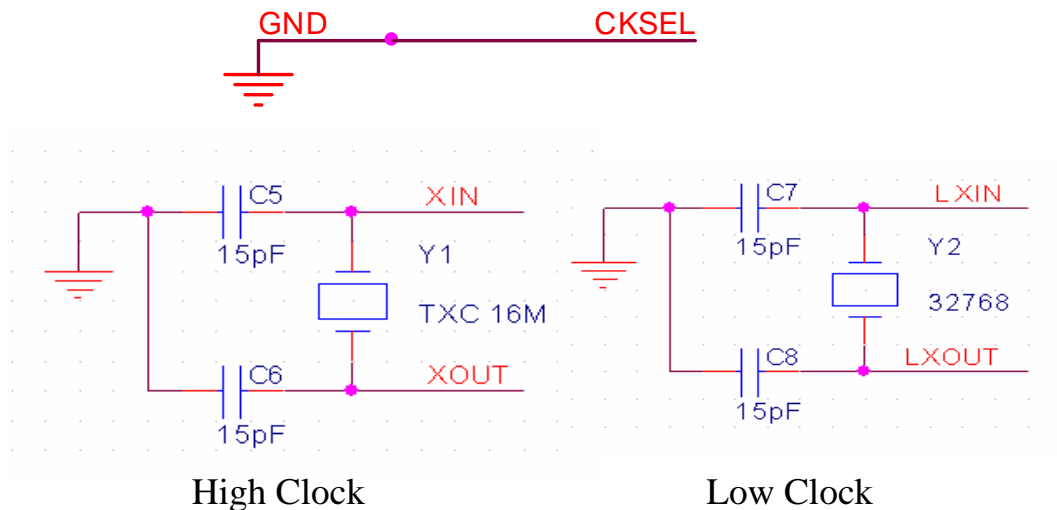 GND CKSEL
C5 XIN
15pF Y1
TXC 16M
C6 XOUT
15pF
C7 LXIN
15pF Y2
32768
C8 LXOUT
15pF
High Clock
Low Clock